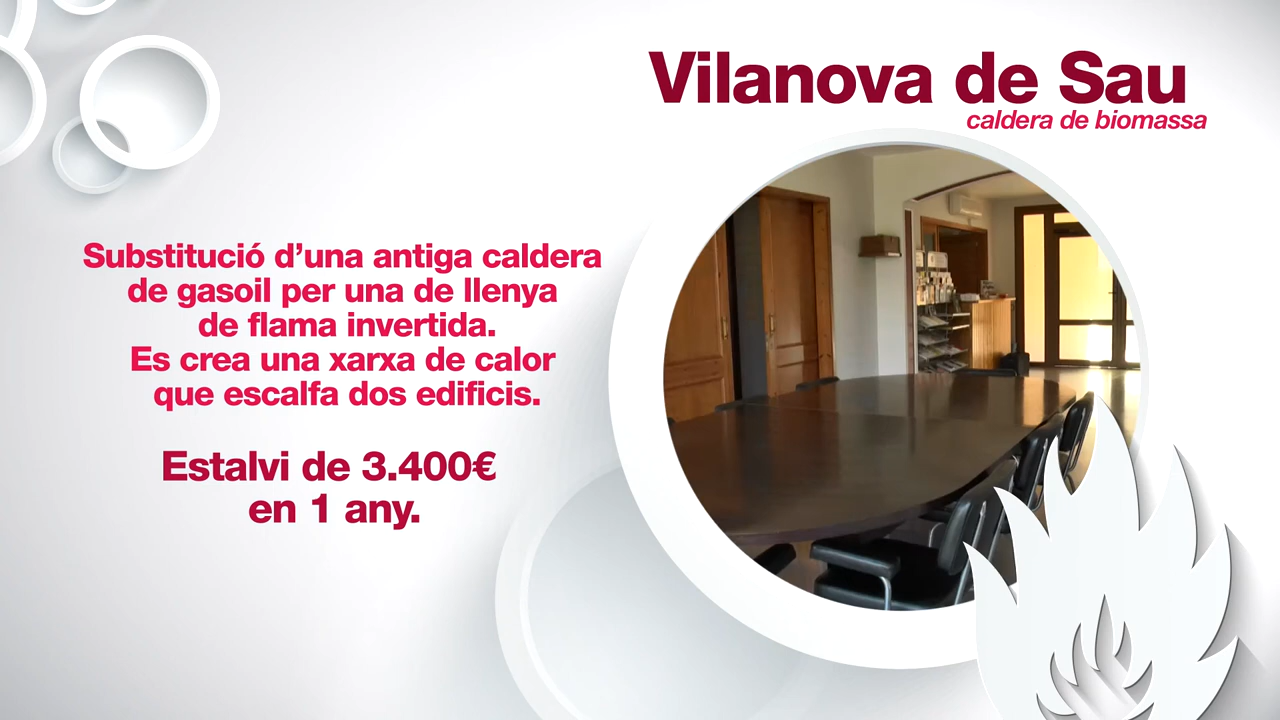 Vilanova de Sau
caldera de biomassa
Substitució d’una antiga caldera
de gasoil per una de llenya
de flama invertida.
Es crea una xarxa de calor
que escalfa dos edificis.
Estalvi de 3.400€
en 1 any.